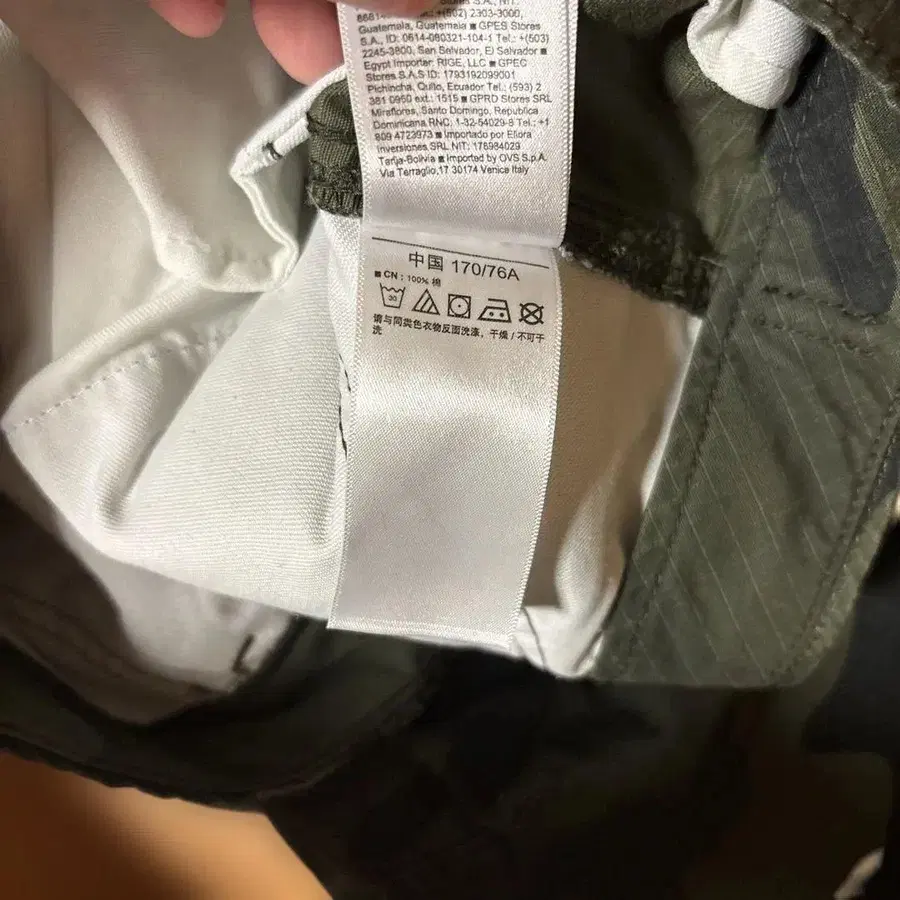 Stores S.A., NIT.
Tel.: +(502) 2303-3000,
Guatemala, Guatemala ■ GPES Stores
S.A., ID: 0614-080321-104-1 Tel.: +(503)
2245-3800, San Salvador, El Salvador ■
Egypt Importer: RIGE, LLC ■ GPEC
Stores S.A.S ID: 1793192099001
Pichincha, Quito, Ecuador Tel.: (593) 2
381 0950 ext.: 1515 ■ GPRD Stores SRL
Miraflores, Santo Domingo, Republica
Dominicana RNC: 1-32-54029-8 Tel.: +1
809 4723973 ■ Importado por Eliora
Inversiones SRL NIT: 176984029
Tarija-Bolivia ■ Imported by OVS S.p.A.
Via Terraglio,17 30174 Venice Italy
中国 170/76A
■ CN: 100% 棉
30
请与同类色衣物反面洗涤, 干燥 / 不可干
洗